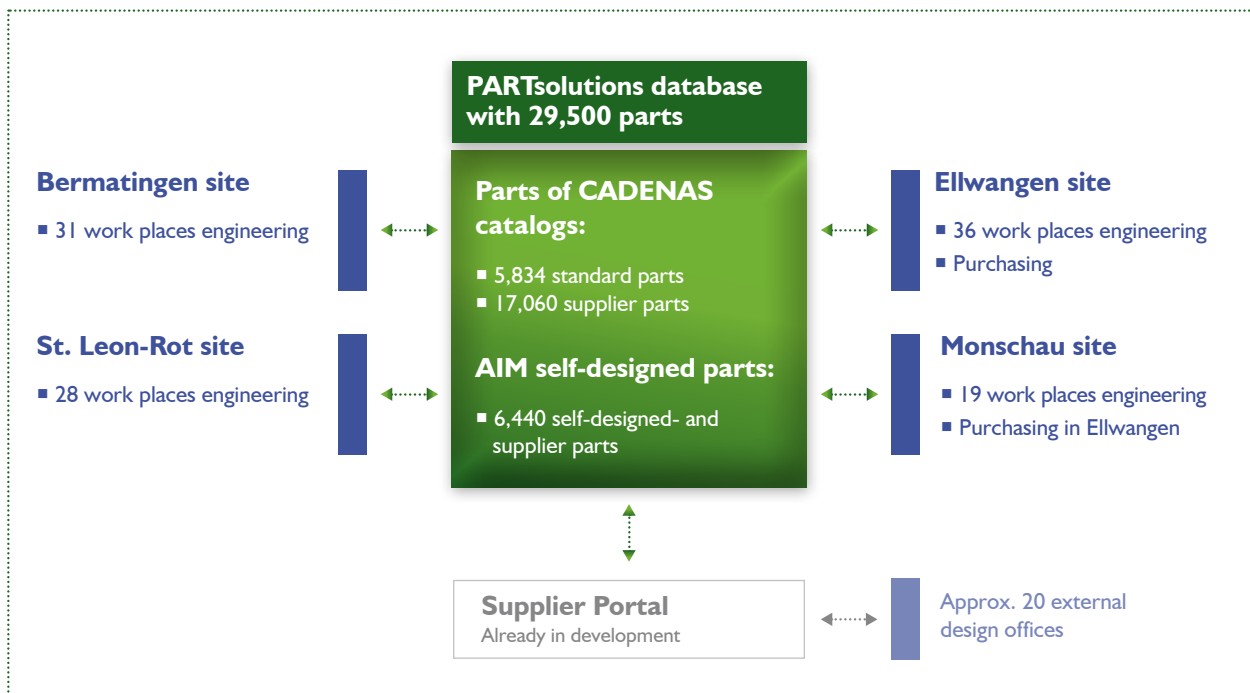 PARTsolutions database
with 29,500 parts
Bermatingen site
▪ 31 work places engineering
St. Leon-Rot site
▪ 28 work places engineering
Parts of CADENAS
catalogs:
▪ 5,834 standard parts
▪ 17,060 supplier parts
AIM self-designed parts:
▪ 6,440 self-designed- and
supplier parts
Ellwangen site
▪ 36 work places engineering
▪ Purchasing
Monschau site
▪ 19 work places engineering
▪ Purchasing in Ellwangen
Supplier Portal
Already in development
Approx. 20 external
design offices